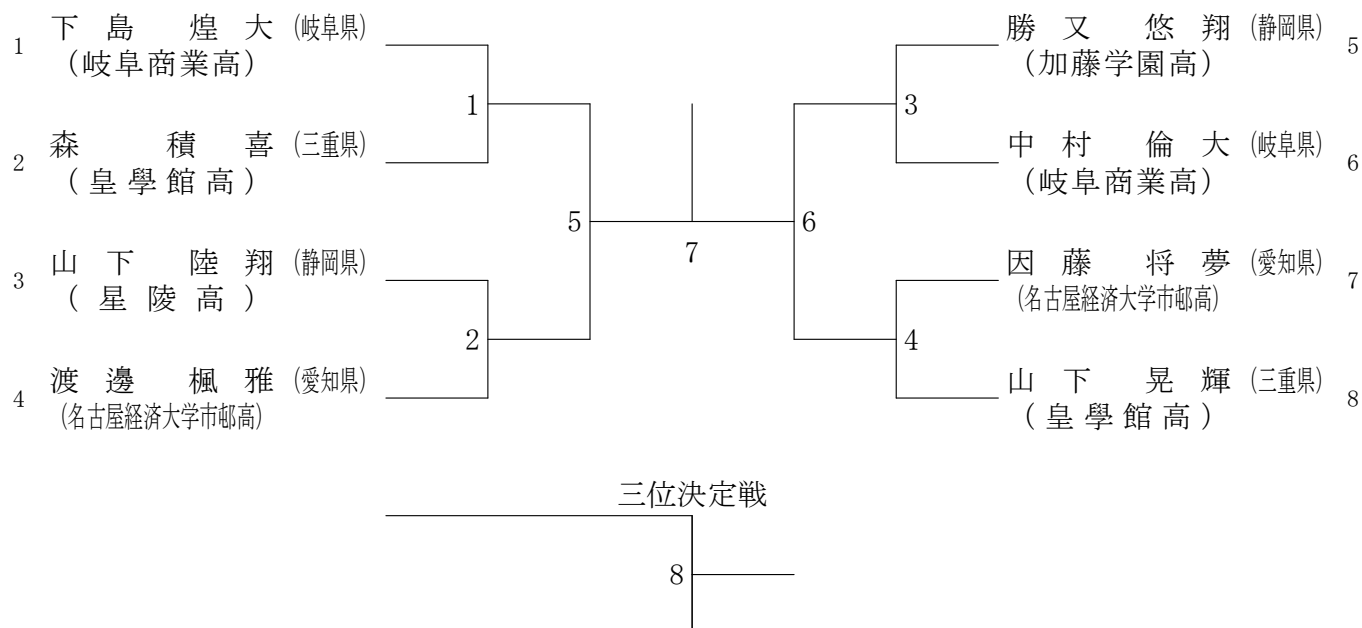 1 下島 煌大 (岐阜県)
(岐阜商業高)
1
2 森 積喜 (三重県)
(皇學館高)
5
3 山下 陸翔 (静岡県)
(星陵高)
2
4 渡邊 楓雅 (愛知県)
(名古屋経済大学市邨高)
7
勝又 悠翔 (静岡県) 5
(加藤学園高)
3
中村 倫大 (岐阜県) 6
(岐阜商業高)
6
因藤 将夢 (愛知県) 7
(名古屋経済大学市邨高)
4
山下 晃輝 (三重県) 8
(皇學館高)
三位決定戦
8